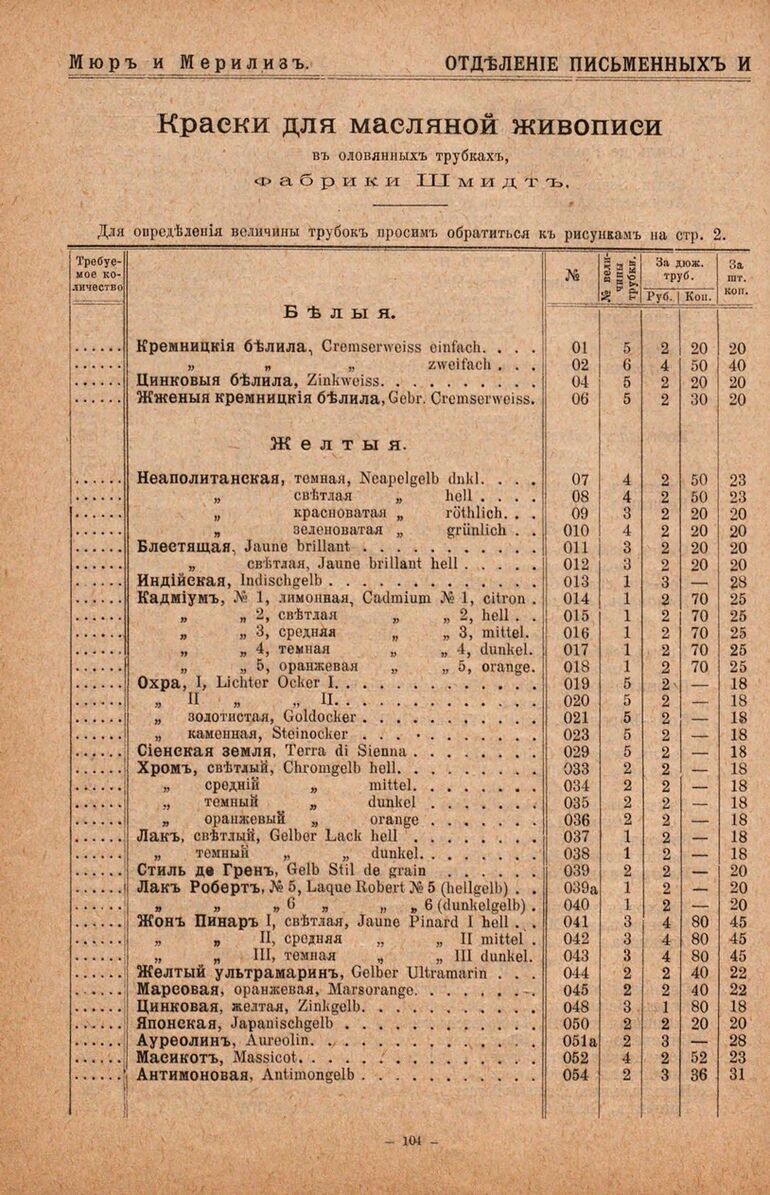 Мюръ и Мерилизъ. ОТДѢЛЕНІЕ ПИСЬМЕННЫХЪ И
Краски для масляной живописи
въ оловянныхъ трубкахъ,
Фабрики Шмидтъ.
Для опредѣленія величины трубокъ просимъ обратиться къ рисункамъ на стр. 2.
Требуемое количество № № величины трубки. За дюж. труб. Руб. Коп. За шт. коп.
Бѣлыя.
...... Кремницкія бѣлила, Cremserweiss einfach. . . . 01 5 2 20 20
...... „ „ „ zweifach . . . 02 6 4 50 40
...... Цинковыя бѣлила, Zinkweiss. . . . . . . . . . 04 5 2 20 20
...... Жженыя кремницкія бѣлила, Gebr. Cremserweiss. 06 5 2 30 20
Желтыя.
...... Неаполитанская, темная, Neapelgelb dnkl. . . . 07 4 2 50 23
...... „ свѣтлая „ hell . . . . 08 4 2 50 23
...... „ красноватая „ röthlich. . . 09 3 2 20 20
...... „ зеленоватая „ grünlich . . 010 4 2 20 20
...... Блестящая, Jaune brillant . . . . . . . . . . . 011 3 2 20 20
...... „ свѣтлая, Jaune brillant hell . . . . . 012 3 2 20 20
...... Индійская, Indischgelb . . . . . . . . . . . . . 013 1 3 — 28
...... Кадміумъ, № 1, лимонная, Cadmium № 1, citron . 014 1 2 70 25
...... „ „ 2, свѣтлая „ „ 2, hell . . 015 1 2 70 25
...... „ „ 3, средняя „ „ 3, mittel. 016 1 2 70 25
...... „ „ 4, темная „ „ 4, dunkel. 017 1 2 70 25
...... „ „ 5, оранжевая „ „ 5, orange. 018 1 2 70 25
...... Охра, I, Lichter Ocker I. . . . . . . . . . . . . 019 5 2 — 18
...... „ II „ „ II. . . . . . . . . . . . . 020 5 2 — 18
...... „ золотистая, Goldocker . . . . . . . . . . . 021 5 2 — 18
...... „ каменная, Steinocker . . . . . . . . . . . 023 5 2 — 18
...... Сіенская земля, Terra di Sienna . . . . . . . . 029 5 2 — 18
...... Хромъ, свѣтлый, Chromgelb hell. . . . . . . . . 033 2 2 — 18
...... „ средній „ mittel. . . . . . . . 034 2 2 — 18
...... „ темный „ dunkel . . . . . . . 035 2 2 — 18
...... „ оранжевый „ orange . . . . . . . 036 2 2 — 18
...... Лакъ, свѣтлый, Gelber Lack hell . . . . . . . . 037 1 2 — 18
...... „ темный „ „ dunkel. . . . . . . 038 1 2 — 18
...... Стиль де Гренъ, Gelb Stil de grain . . . . . . 039 2 2 — 20
...... Лакъ Робертъ, № 5, Laque Robert № 5 (hellgelb) . . 039а 1 2 — 20
...... „ „ „ 6 „ „ „ 6 (dunkelgelb) . 040 1 2 — 20
...... Жонъ Пинаръ I, свѣтлая, Jaune Pinard I hell . . 041 3 4 80 45
...... „ „ II, средняя „ „ II mittel . 042 3 4 80 45
...... „ „ III, темная „ „ III dunkel. 043 3 4 80 45
...... Желтый ультрамаринъ, Gelber Ultramarin . . . 044 2 2 40 22
...... Марсовая, оранжевая, Marsorange. . . . . . . . 045 2 2 40 22
...... Цинковая, желтая, Zinkgelb. . . . . . . . . . . 048 3 1 80 18
...... Японская, Japanischgelb . . . . . . . . . . . . 050 2 2 20 20
...... Ауреолинъ, Aureolin. . . . . . . . . . . . . . 051а 2 3 — 28
...... Масикотъ, Massicot. . . . . . . . . . . . . . . 052 4 2 52 23
...... Антимоновая, Antimongelb . . . . . . . . . . . 054 2 3 36 31
— 104 —